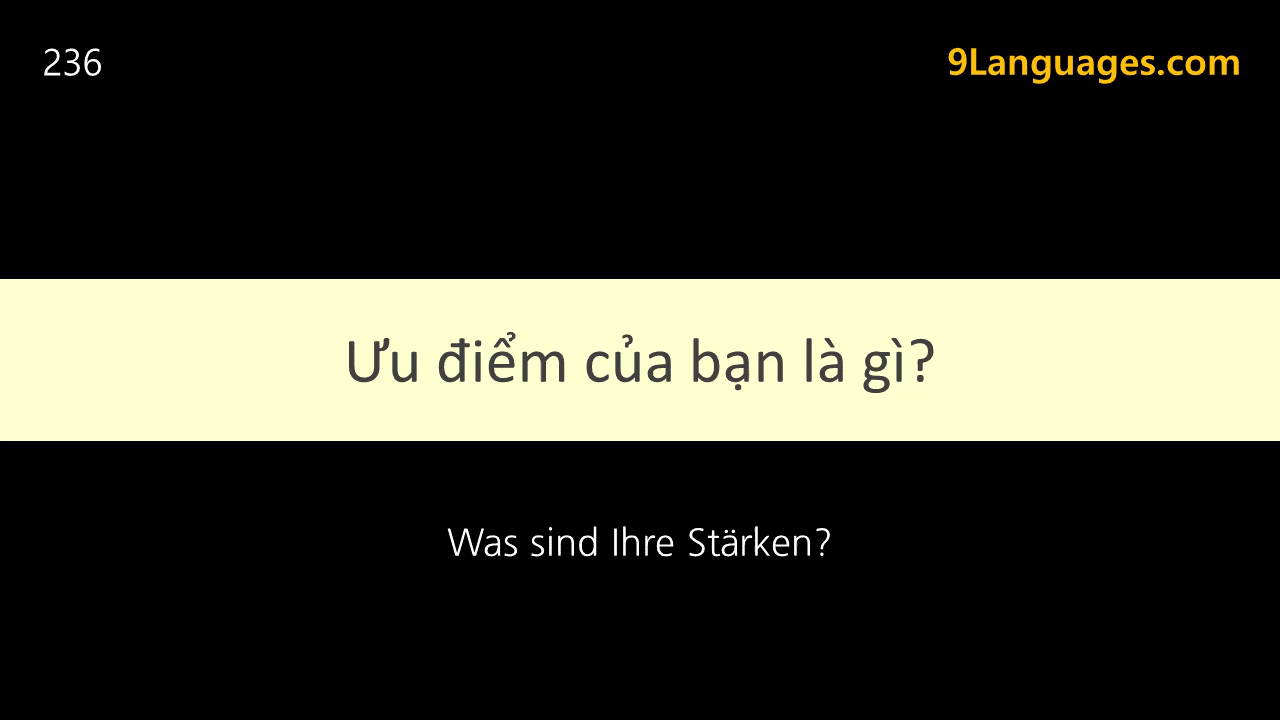 236
9Languages.com
Ưu điểm của bạn là gì?
Was sind Ihre Stärken?